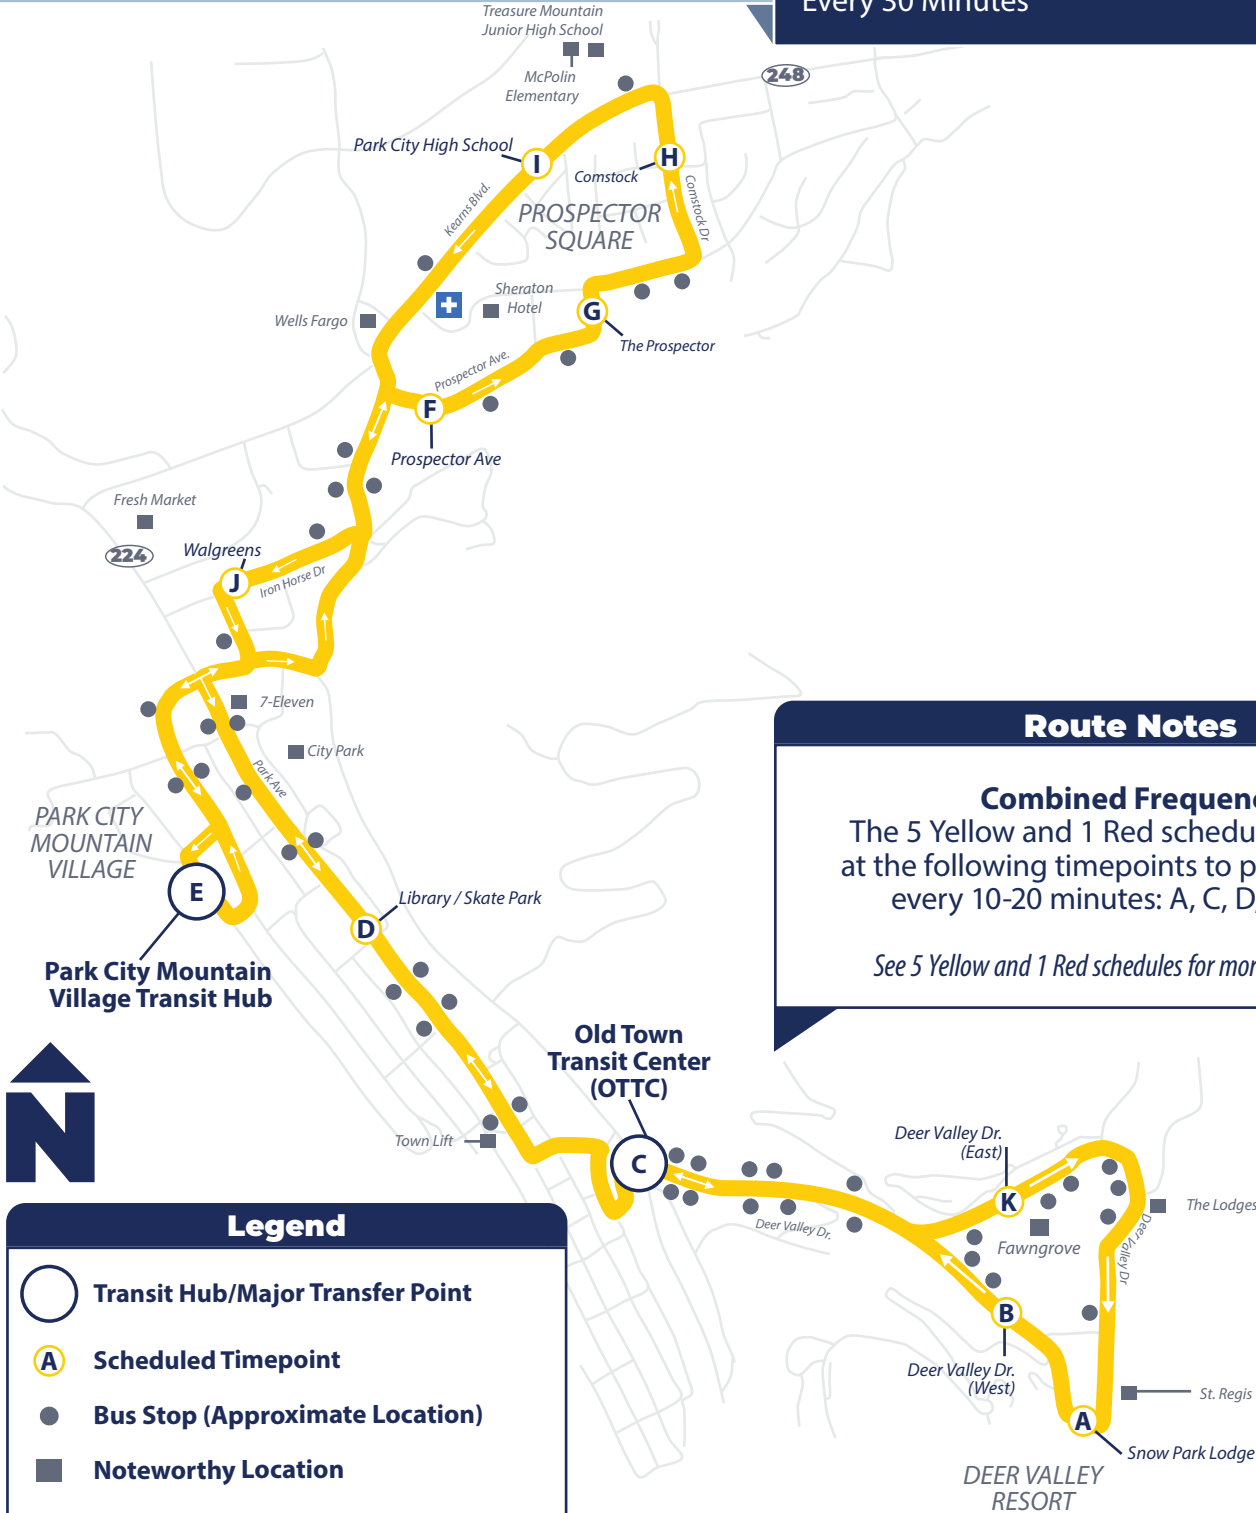 Every 30 Minutes
Treasure Mountain
Junior High School
McPolin
Elementary
248
Park City High School
I
H
Comstock
Kearns Blvd.
Comstock Dr
PROSPECTOR
SQUARE
Sheraton
Hotel
Wells Fargo
G
The Prospector
Prospector Ave.
F
Prospector Ave
Fresh Market
224
Walgreens
J
Iron Horse Dr
7-Eleven
City Park
Park Ave
PARK CITY
MOUNTAIN
VILLAGE
E
Park City Mountain
Village Transit Hub
Library / Skate Park
D
Route Notes
Combined
The 5 Yellow and 1 Red
at the following timepoints to
every 10-20 minutes: A, C, D,
See 5 Yellow and 1 Red schedules for
N
Old Town
Transit Center
(OTTC)
C
Town Lift
Deer Valley Dr.
Deer Valley Dr.
(East)
K
Fawngrove
The Lodges
Deer Valley Dr
B
Deer Valley Dr.
(West)
St. Regis
A
Snow Park Lodge
DEER VALLEY
RESORT
Legend
Transit Hub/Major Transfer Point
A Scheduled Timepoint
Bus Stop (Approximate Location)
Noteworthy Location